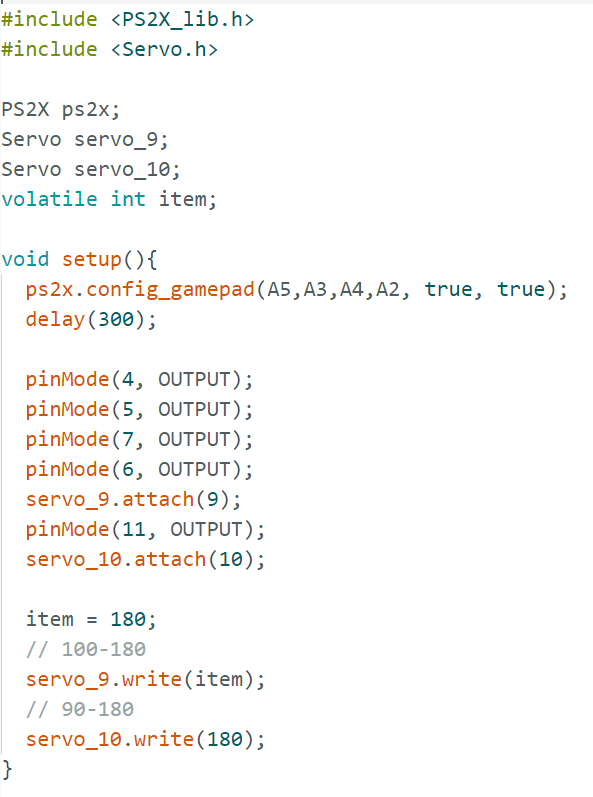 #include <PS2X_lib.h>
#include <Servo.h>

PS2X ps2x;
Servo servo_9;
Servo servo_10;
volatile int item;

void setup(){
  ps2x.config_gamepad(A5,A3,A4,A2, true, true);
  delay(300);

  pinMode(4, OUTPUT);
  pinMode(5, OUTPUT);
  pinMode(7, OUTPUT);
  pinMode(6, OUTPUT);
  servo_9.attach(9);
  pinMode(11, OUTPUT);
  servo_10.attach(10);

  item = 180;
  // 100-180
  servo_9.write(item);
  // 90-180
  servo_10.write(180);
}